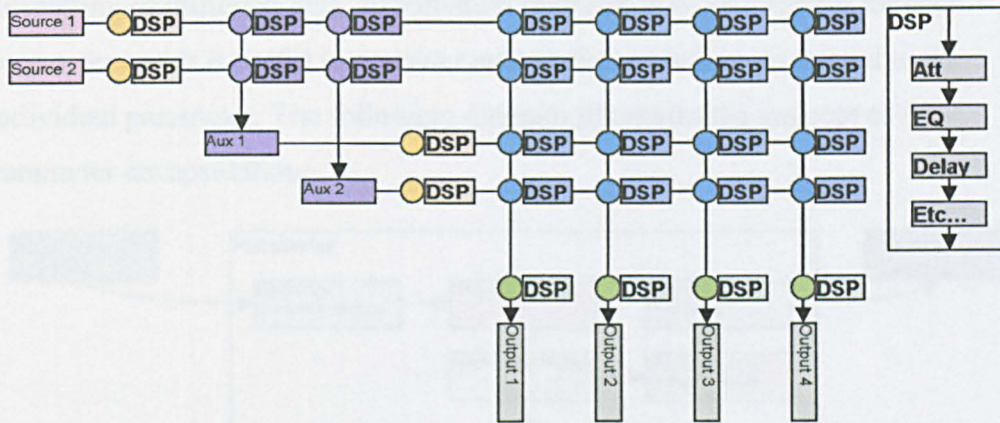 Source 1 DSP DSP DSP DSP DSP DSP DSP DSP
Source 2 DSP DSP DSP DSP DSP DSP DSP Att
Aux 1 DSP DSP DSP DSP DSP EQ
Aux 2 DSP DSP DSP DSP DSP Delay
Etc...
DSP DSP DSP DSP
Output 1 Output 2 Output 3 Output 4